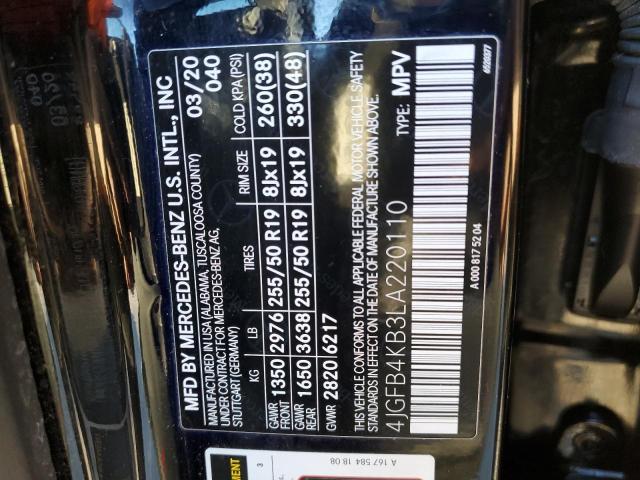 MFD BY MERCEDES-BENZ U.S. INTL., INC
MANUFACTURED IN USA (ALABAMA, TUSCALOOSA COUNTY) 03/20
UNDER CONTRACT FOR MERCEDES-BENZ AG, 040
STUTTGART (GERMANY)
KG LB TIRES RIM SIZE COLD KPA(PSI)
GAWR FRONT 1350 2976 255/50 R19 8Jx19 260(38)
GAWR REAR 1650 3638 255/50 R19 8Jx19 330(48)
GVWR 2820 6217
THIS VEHICLE CONFORMS TO ALL APPLICABLE FEDERAL MOTOR VEHICLE SAFETY
STANDARDS IN EFFECT ON THE DATE OF MANUFACTURE SHOWN ABOVE.
4JGFB4KB3LA220110 TYPE: MPV
A 000 817 52 04
A 167 584 18 08
3